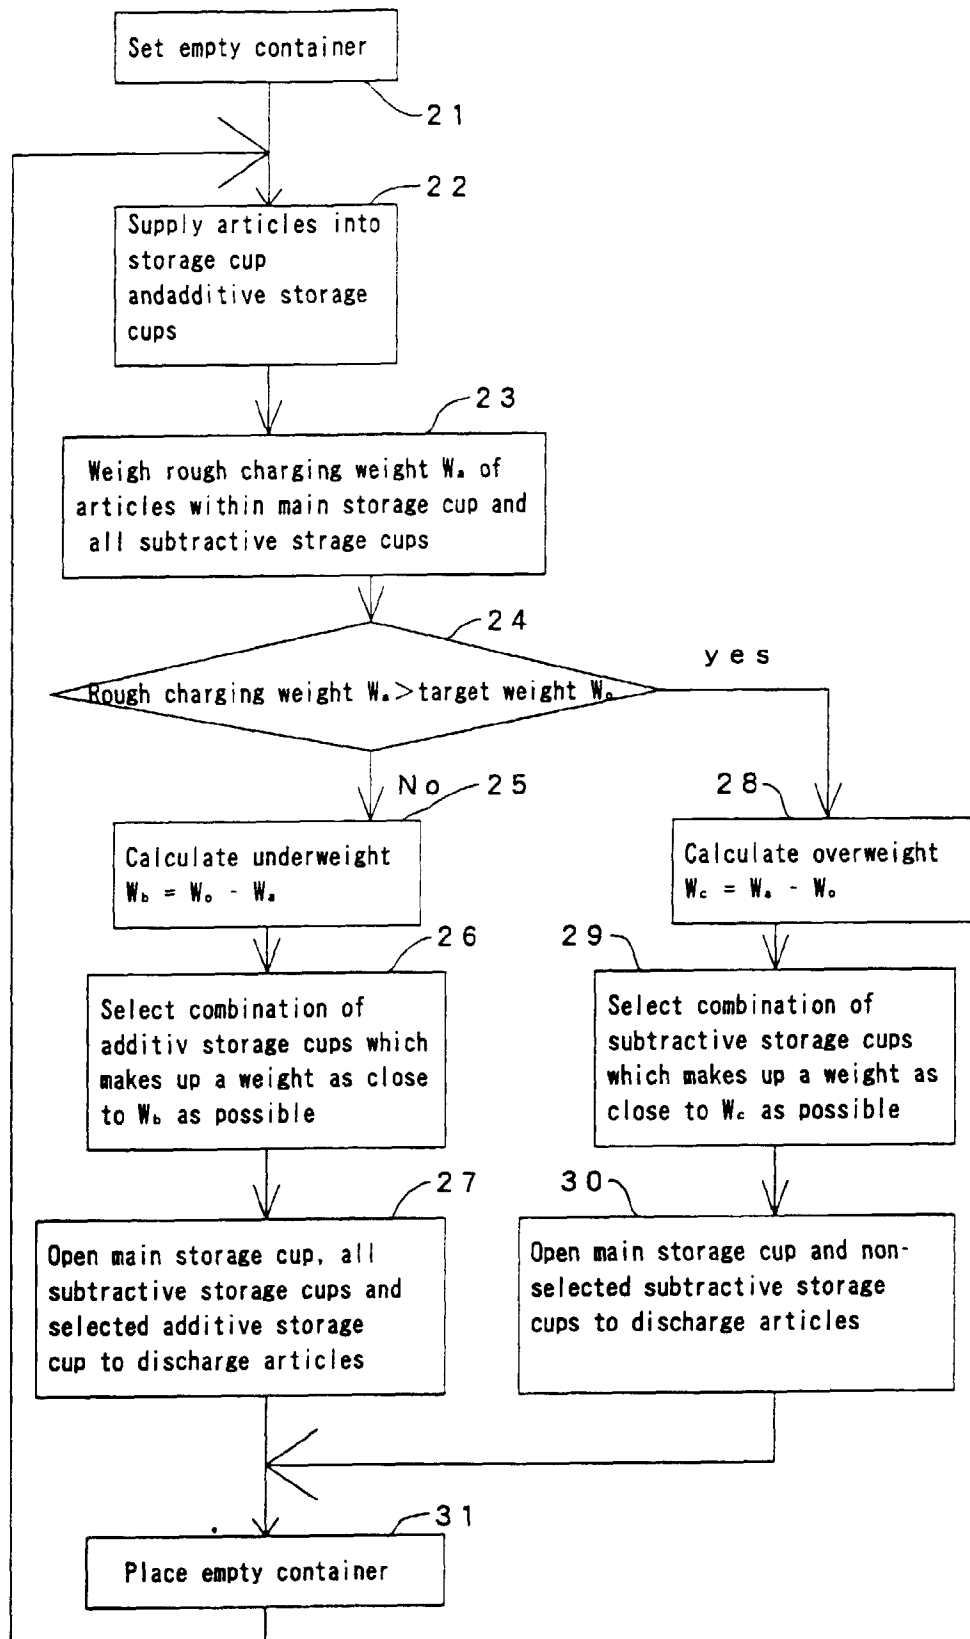 Set empty container
21
22
Supply articles into
storage cup
andadditive storage
cups
23
Weigh rough charging weight Wₐ of
articles within main storage cup and
all subtractive strage cups
24
yes
Rough charging weight Wₐ>target weight Wₒ
No
25
28
Calculate underweight
W_b = Wₒ - Wₐ
Calculate overweight
W_c = Wₐ - Wₒ
26
29
Select combination of
additiv storage cups which
makes up a weight as close
to W_b as possible
Select combination of
subtractive storage cups
which makes up a weight as
close to W_c as possible
27
30
Open main storage cup, all
subtractive storage cups and
selected additive storage
cup to discharge articles
Open main storage cup and non-
selected subtractive storage
cups to discharge articles
31
Place empty container